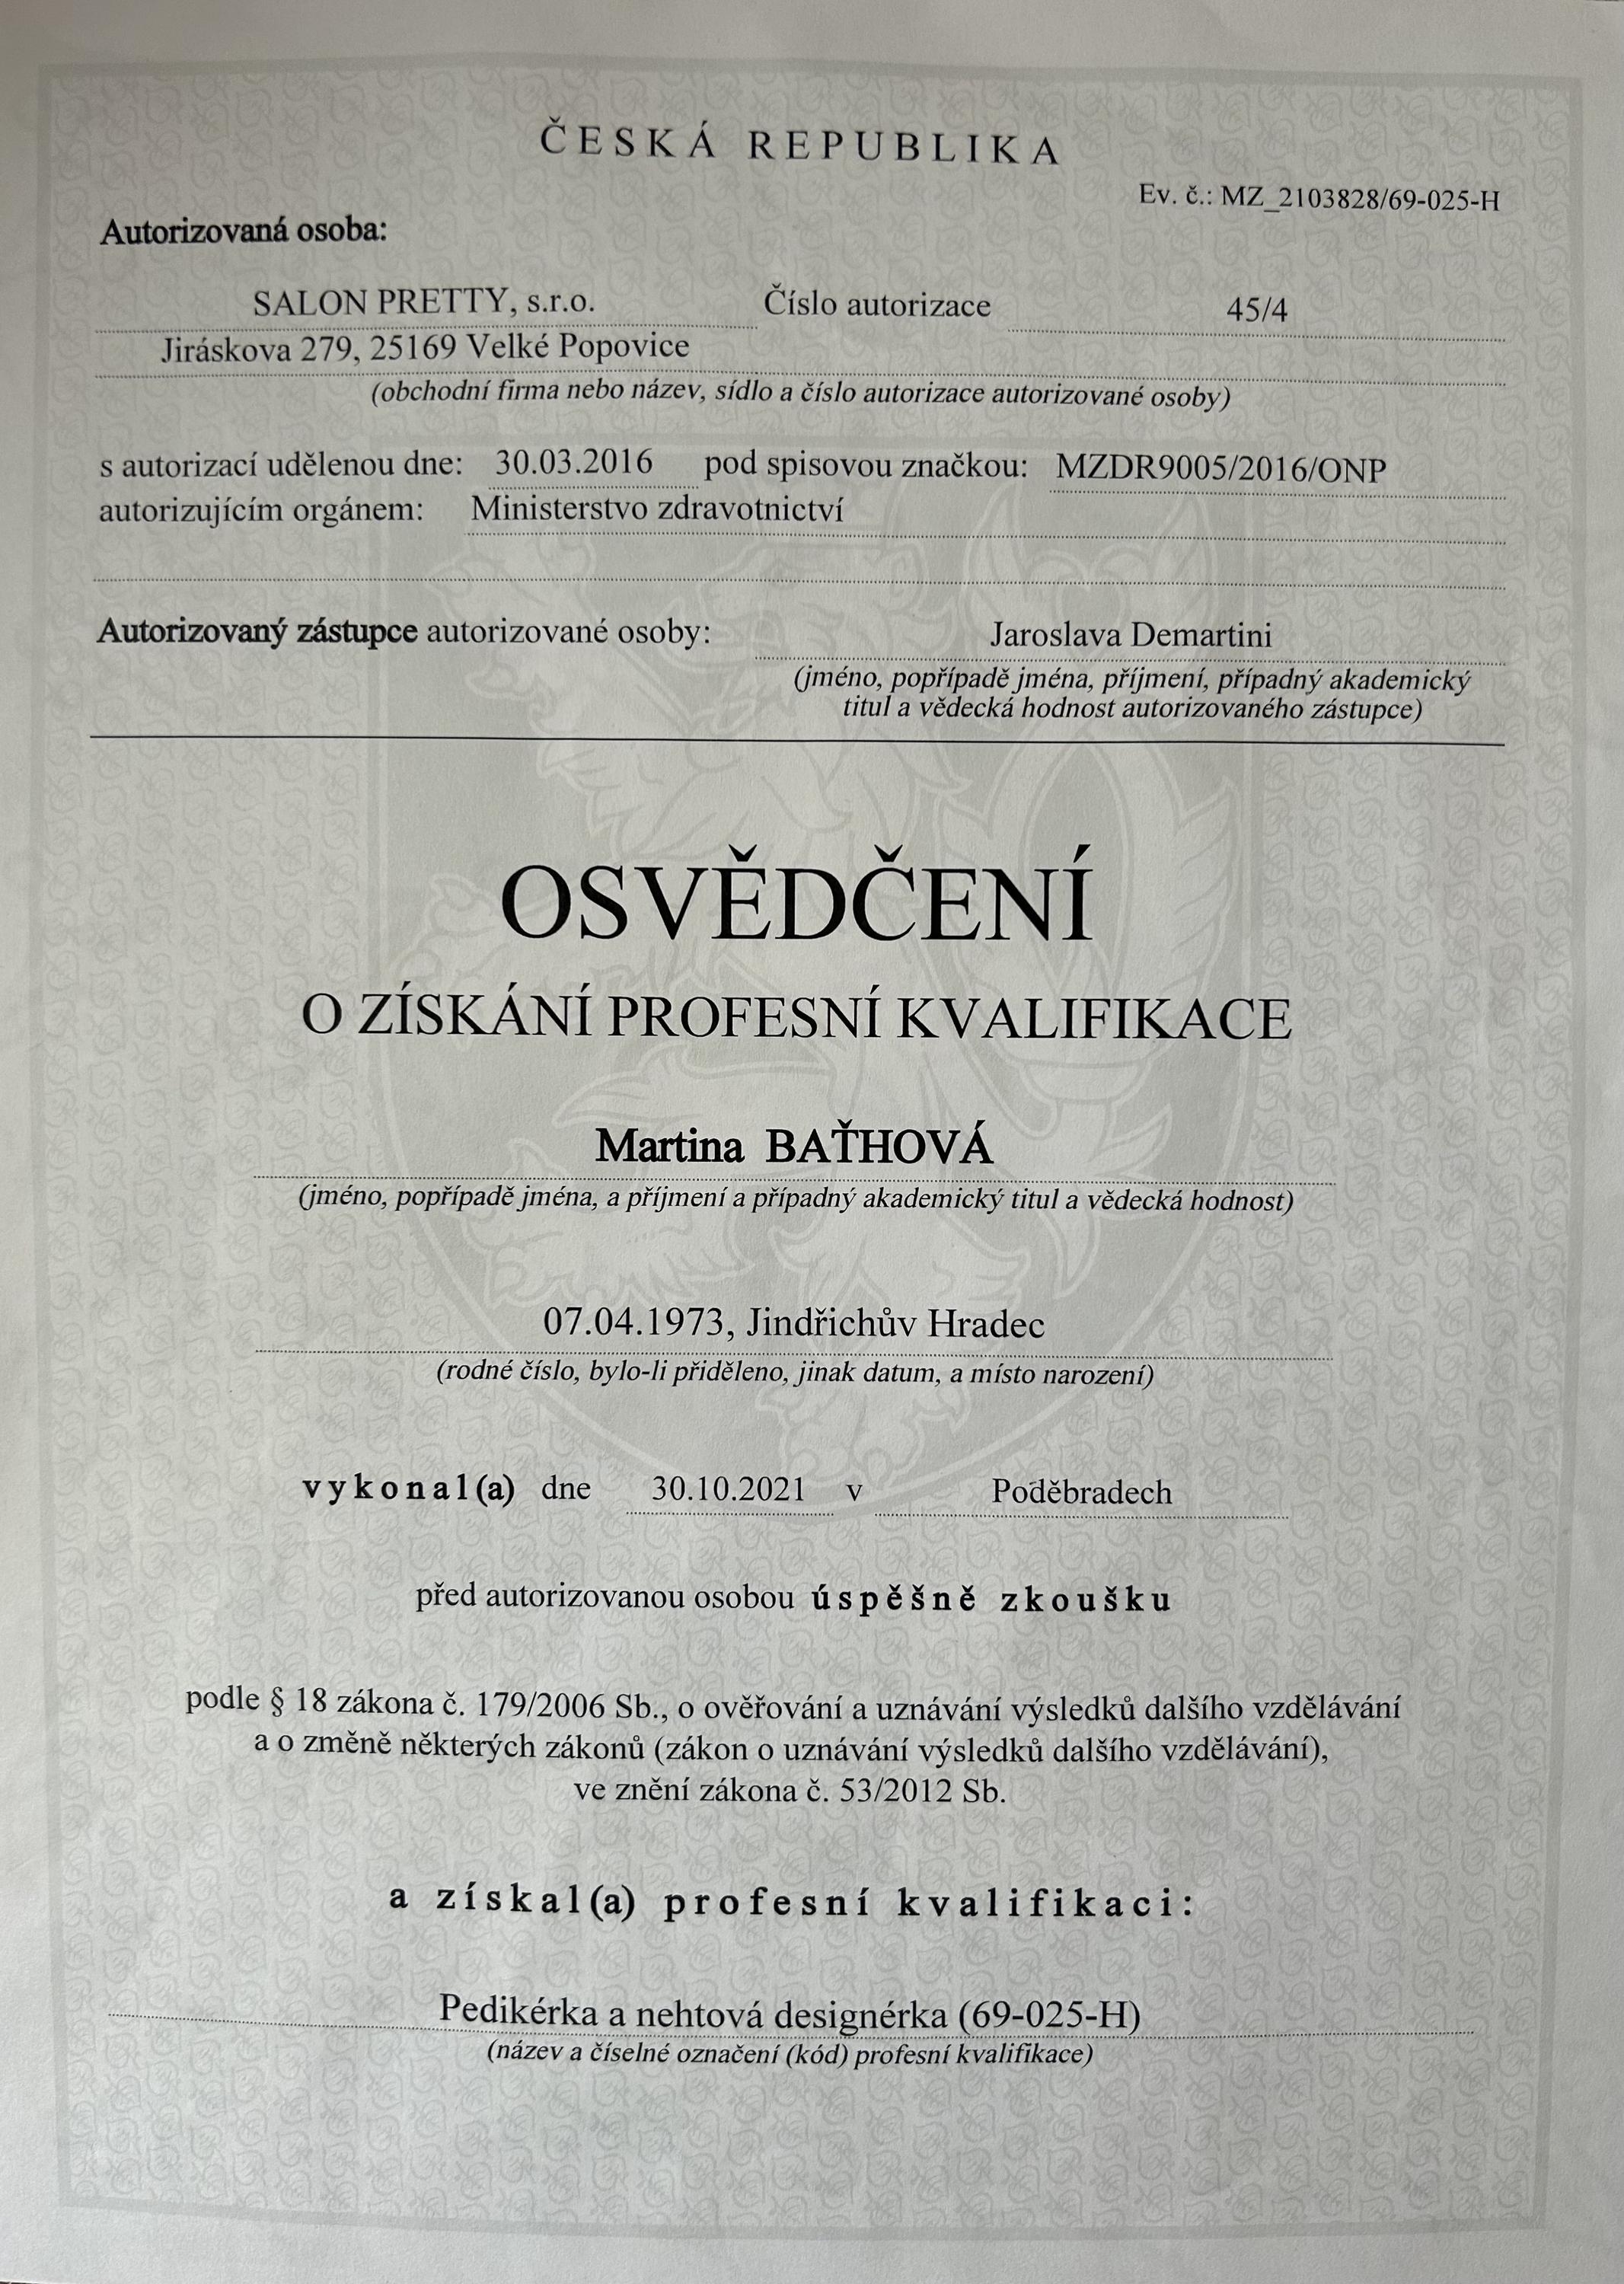 ČESKÁ REPUBLIKA
Ev. č.: MZ_2103828/69-025-H
Autorizovaná osoba:
SALON PRETTY, s.r.o. Číslo autorizace 45/4
Jiráskova 279, 25169 Velké Popovice
(obchodní firma nebo název, sídlo a číslo autorizace autorizované osoby)
s autorizací udělenou dne: 30.03.2016 pod spisovou značkou: MZDR9005/2016/ONP
autorizujícím orgánem: Ministerstvo zdravotnictví
Autorizovaný zástupce autorizované osoby: Jaroslava Demartini
(jméno, popřípadě jména, příjmení, případný akademický
titul a vědecká hodnost autorizovaného zástupce)
OSVĚDČENÍ
O ZÍSKÁNÍ PROFESNÍ KVALIFIKACE
Martina BAŤHOVÁ
(jméno, popřípadě jména, a příjmení a případný akademický titul a vědecká hodnost)
07.04.1973, Jindřichův Hradec
(rodné číslo, bylo-li přiděleno, jinak datum, a místo narození)
vykonal(a) dne 30.10.2021 v Poděbradech
před autorizovanou osobou úspěšně zkoušku
podle § 18 zákona č. 179/2006 Sb., o ověřování a uznávání výsledků dalšího vzdělávání
a o změně některých zákonů (zákon o uznávání výsledků dalšího vzdělávání),
ve znění zákona č. 53/2012 Sb.
a získal(a) profesní kvalifikaci:
Pedikérka a nehtová designérka (69-025-H)
(název a číselné označení (kód) profesní kvalifikace)